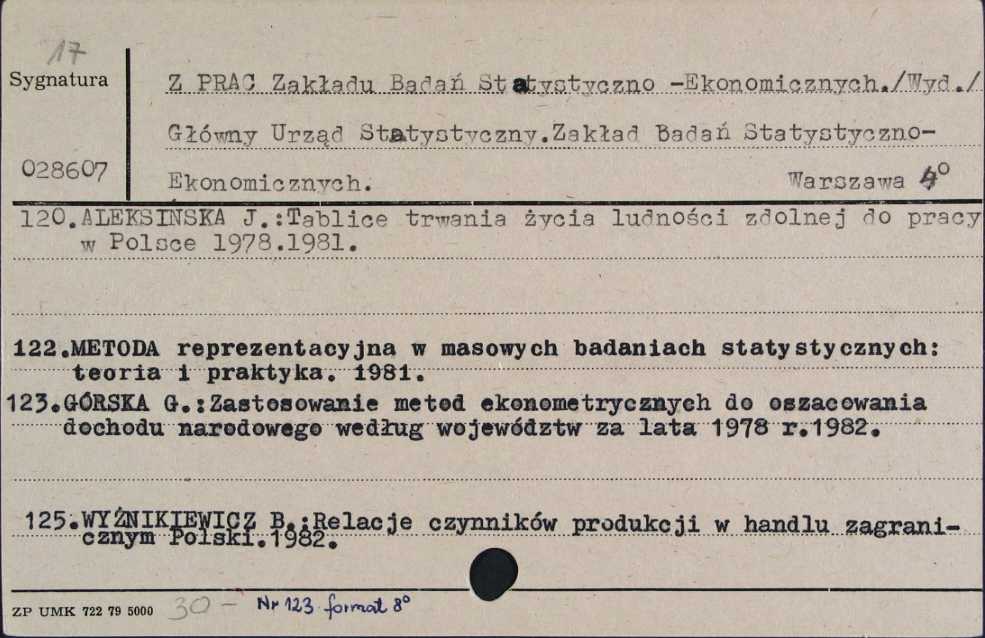 17
Sygnatura
Z PRAC Zakładu Badań Statystyczno -Ekonomicznych./Wyd./
Główny Urząd Statystyczny.Zakład Badań Statystyczno-
028607
Ekonomicznych. Warszawa 4°
120.ALEKSINSKA J.:Tablice trwania życia ludności zdolnej do pracy
w Polsce 1978.1981.
122.METODA reprezentacyjna w masowych badaniach statystycznych:
teoria i praktyka. 1981.
123.GÓRSKA G.:Zastosowanie metod ekonometrycznych do oszacowania
dochodu narodowego według województw za lata 1978 r.1982.
125.WYŻNIKIEWICZ B.:Relacje czynników produkcji w handlu zagrani-
cznym Polski.1982.
ZP UMK 722 79 5000 30 - Nr 123 format 8°